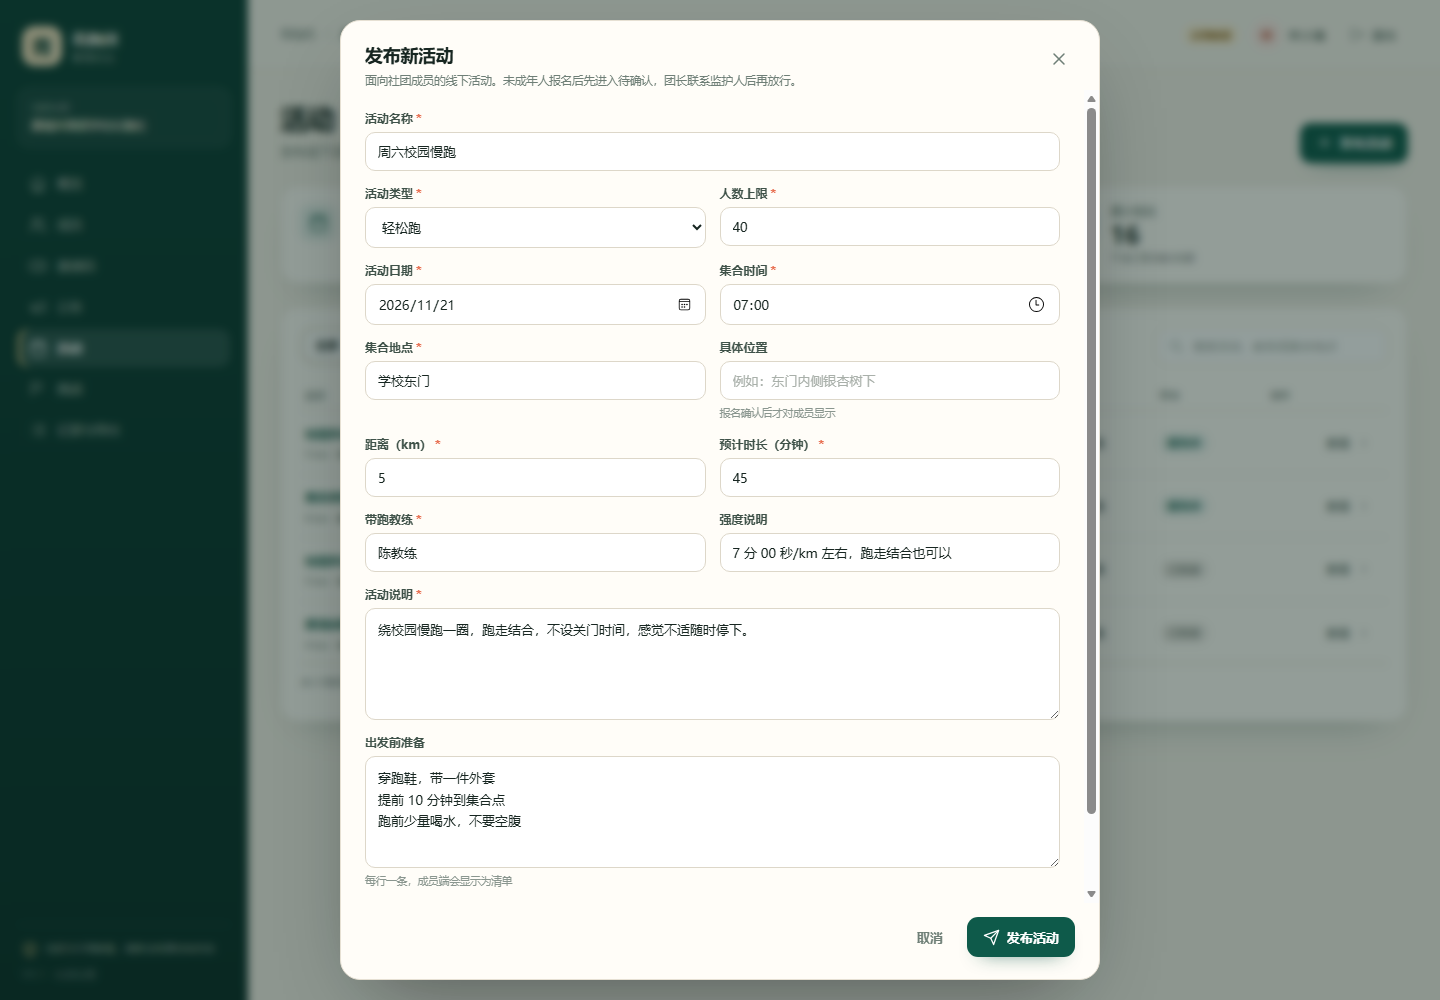 发布新活动
面向社团成员的线下活动。未成年人报名后先进入待确认，团长联系监护人后再放行。
活动名称 *
周六校园慢跑
活动类型 *
人数上限 *
轻松跑
40
活动日期 *
集合时间 *
2026/11/21
07:00
集合地点 *
具体位置
学校东门
例如：东门内侧银杏树下
报名确认后才对成员显示
距离（km） *
预计时长（分钟） *
5
45
带跑教练 *
强度说明
陈教练
7 分 00 秒/km 左右，跑走结合也可以
活动说明 *
绕校园慢跑一圈，跑走结合，不设关门时间，感觉不适随时停下。
出发前准备
穿跑鞋，带一件外套
提前 10 分钟到集合点
跑前少量喝水，不要空腹
每行一条，成员端会显示为清单
取消
发布活动
活动
16